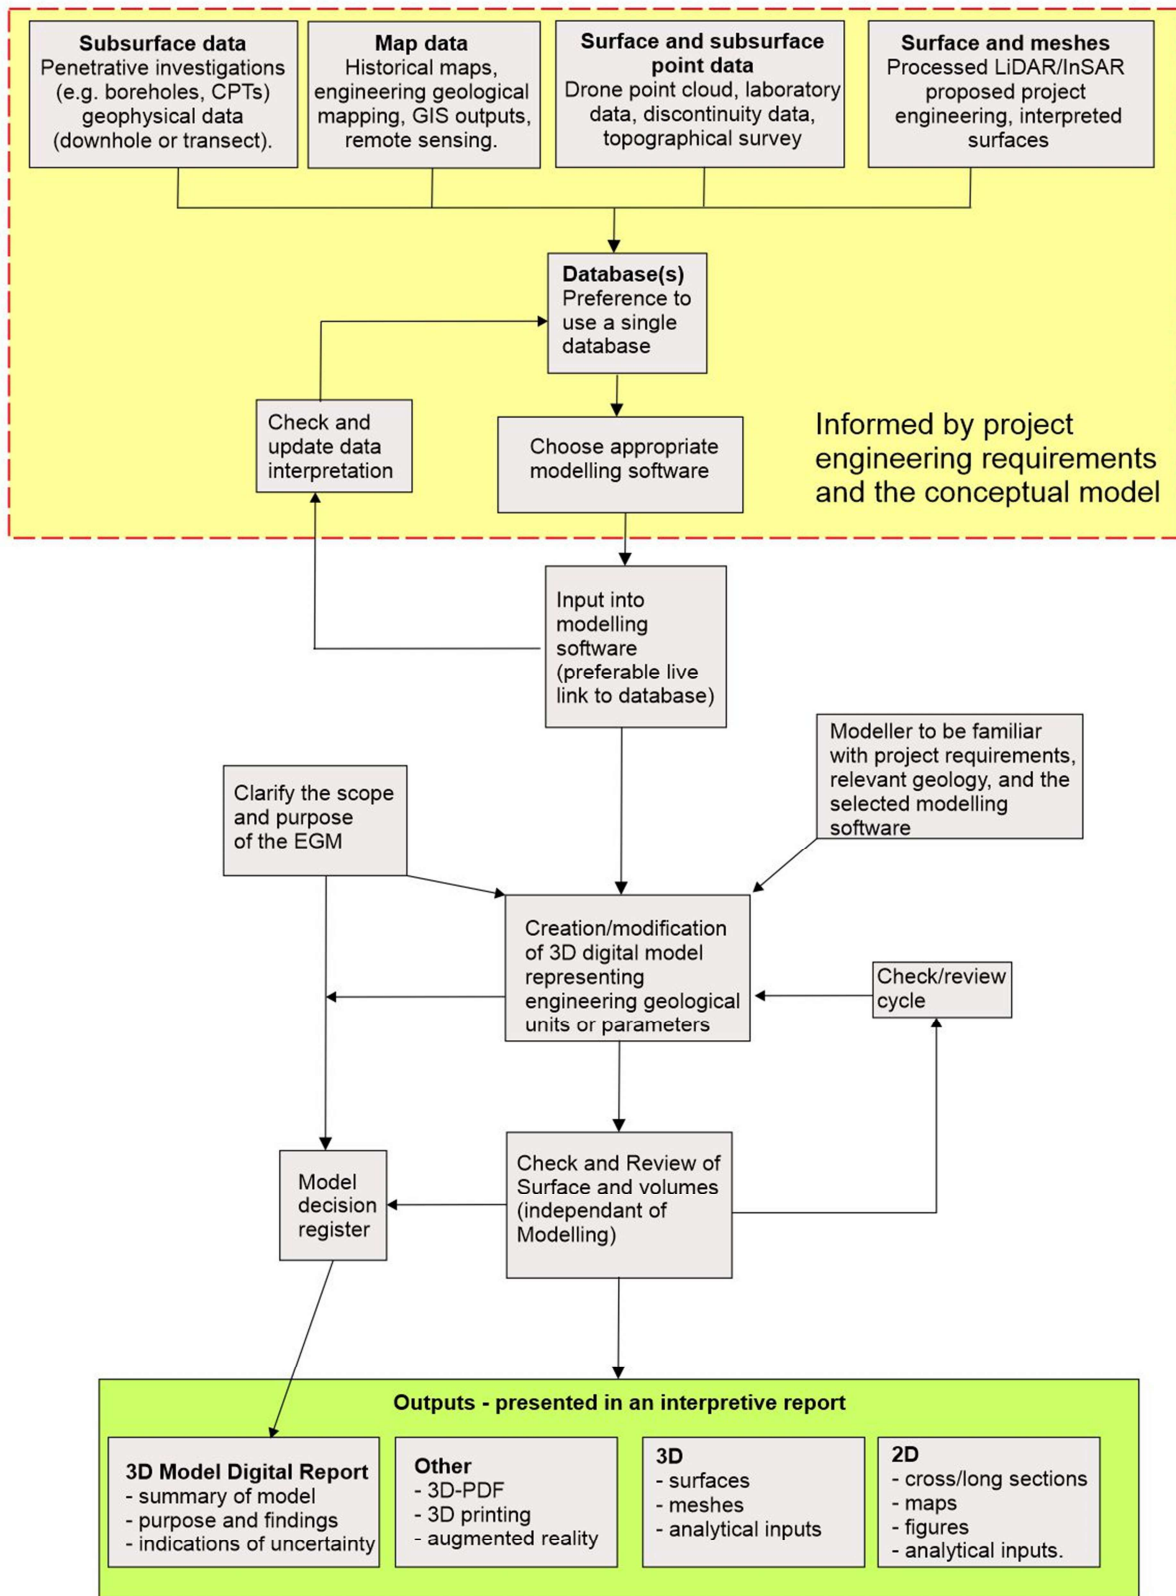 Subsurface data
Penetrative investigations
(e.g. boreholes, CPTs)
geophysical data
(downhole or transect).
Map data
Historical maps,
engineering geological
mapping, GIS outputs,
remote sensing.
Surface and subsurface
point data
Drone point cloud, laboratory
data, discontinuity data,
topographical survey
Surface and meshes
Processed LiDAR/InSAR
proposed project
engineering, interpreted
surfaces
Database(s)
Preference to
use a single
database
Check and
update data
interpretation
Choose appropriate
modelling software
Informed by project
engineering requirements
and the conceptual model
Input into
modelling
software
(preferable live
link to database)
Modeller to be familiar
with project requirements,
relevant geology, and the
selected modelling
software
Clarify the scope
and purpose
of the EGM
Creation/modification
of 3D digital model
representing
engineering geological
units or parameters
Check/review
cycle
Model
decision
register
Check and Review of
Surface and volumes
(independant of
Modelling)
Outputs - presented in an interpretive report
3D Model Digital Report
- summary of model
- purpose and findings
- indications of uncertainty
Other
- 3D-PDF
- 3D printing
- augmented reality
3D
- surfaces
- meshes
- analytical inputs
2D
- cross/long sections
- maps
- figures
- analytical inputs.